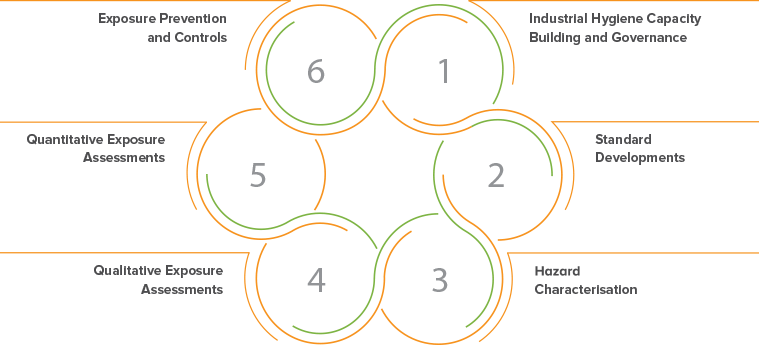 Exposure Prevention
and Controls
6
1
Industrial Hygiene Capacity
Building and Governance
Quantitative Exposure
Assessments
5
2
Standard
Developments
Qualitative Exposure
Assessments
4
3
Hazard
Characterisation